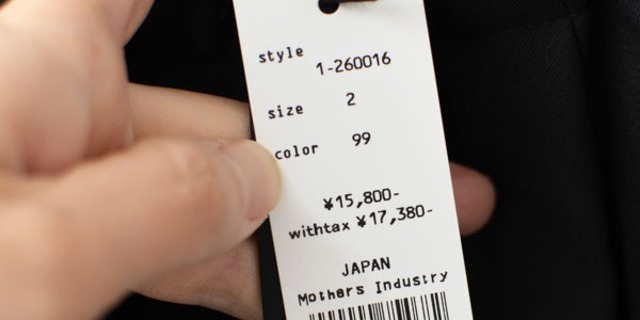 style 1-260016
size 2
color 99
¥15,800-
withtax ¥17,380-
JAPAN
Mothers Industry